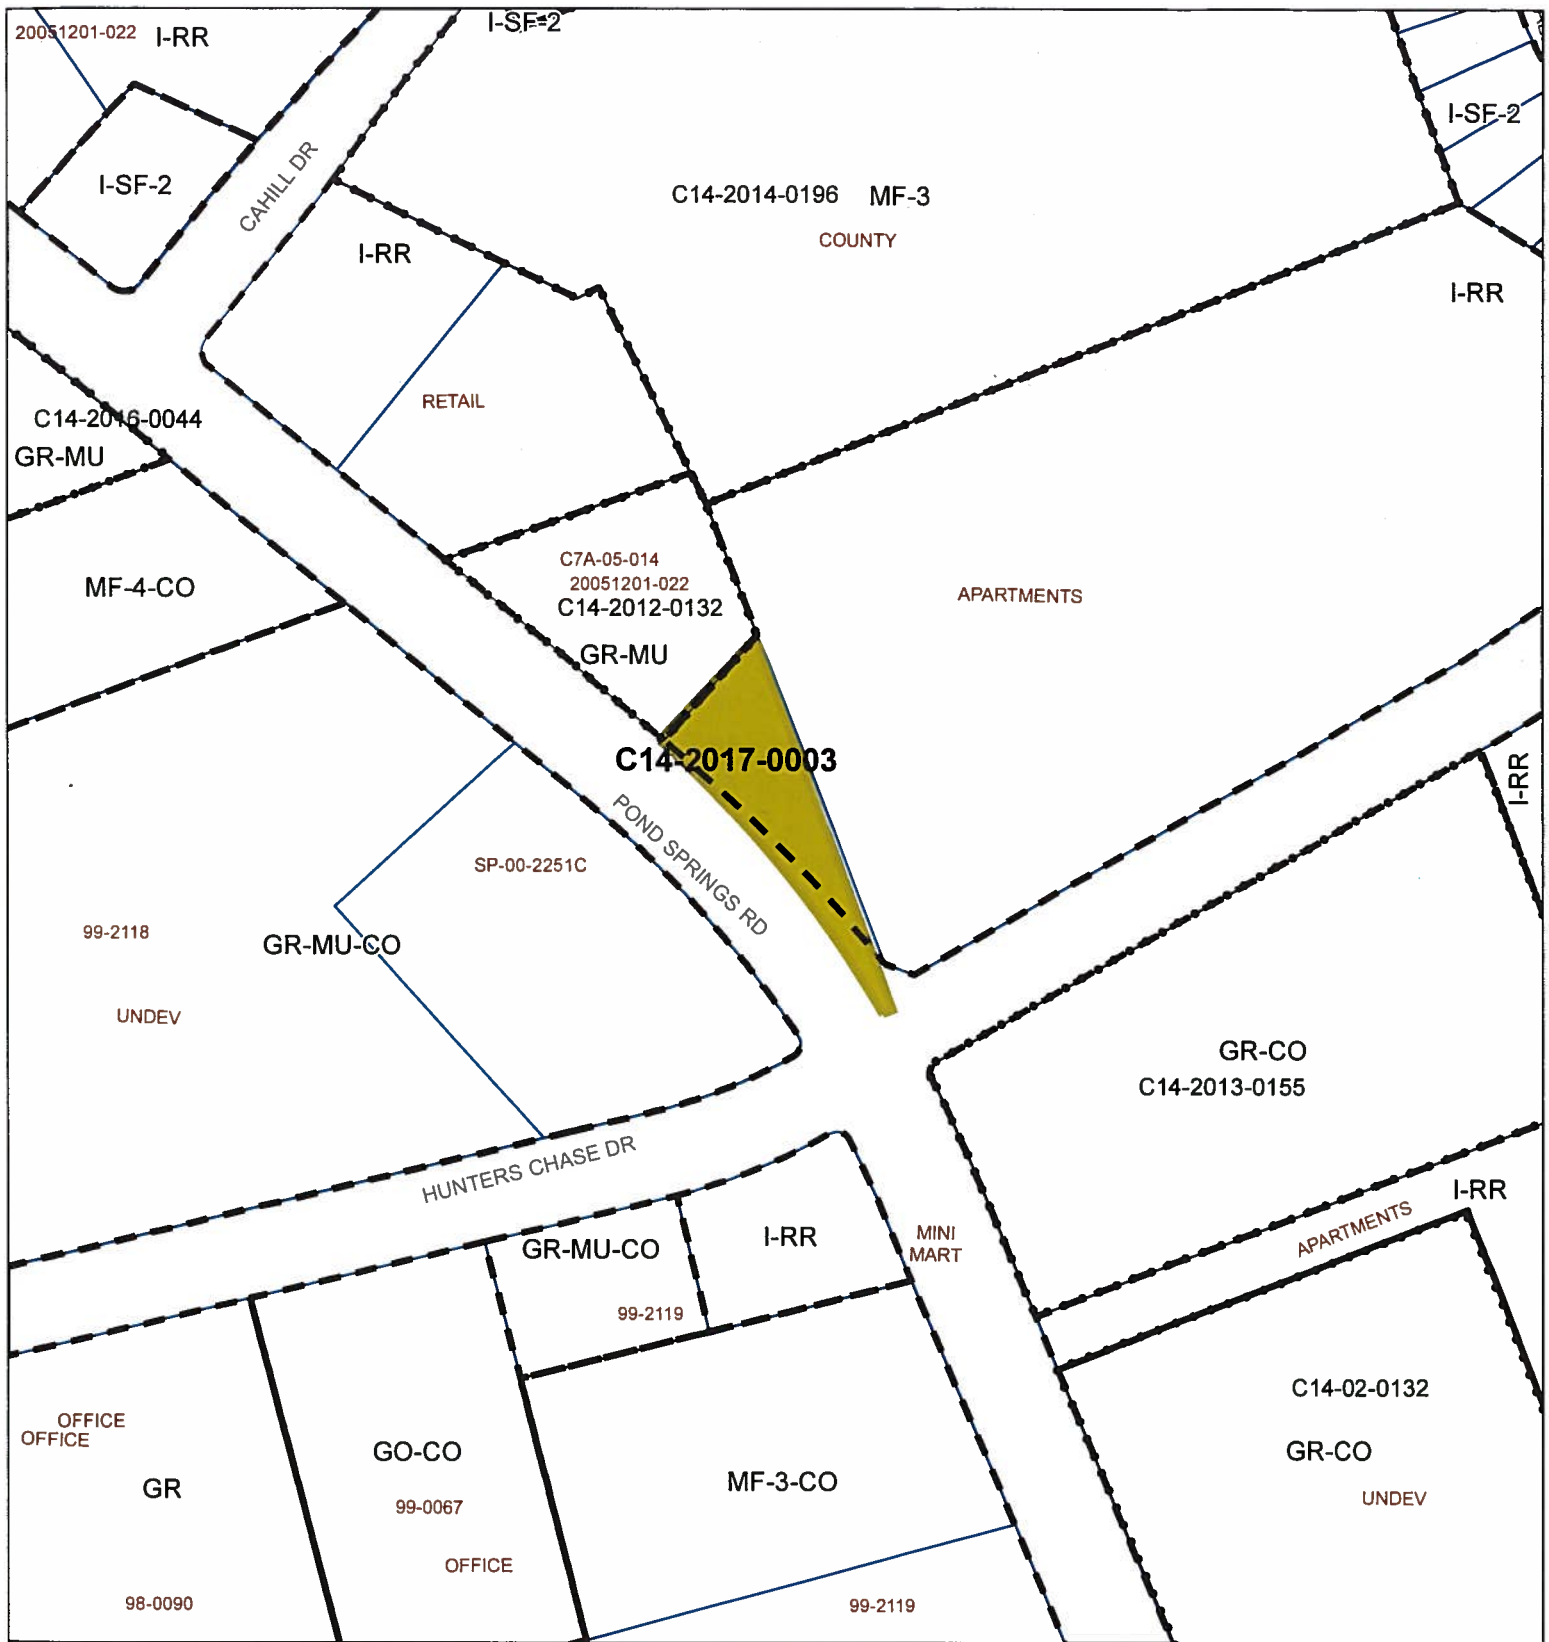 I-SF-2
20051201-022
I-RR
I-SF-2
I-SF-2
CAHILL DR
C14-2014-0196 MF-3
COUNTY
I-RR
I-RR
RETAIL
C14-2016-0044
GR-MU
C7A-05-014
20051201-022
C14-2012-0132
MF-4-CO
APARTMENTS
GR-MU
C14-2017-0003
I-RR
POND SPRINGS RD
SP-00-2251C
99-2118
GR-MU-CO
UNDEV
GR-CO
C14-2013-0155
HUNTERS CHASE DR
I-RR
APARTMENTS
MINI
MART
I-RR
GR-MU-CO
99-2119
C14-02-0132
OFFICE
OFFICE
GO-CO
GR-CO
MF-3-CO
GR
UNDEV
99-0067
OFFICE
98-0090
99-2119